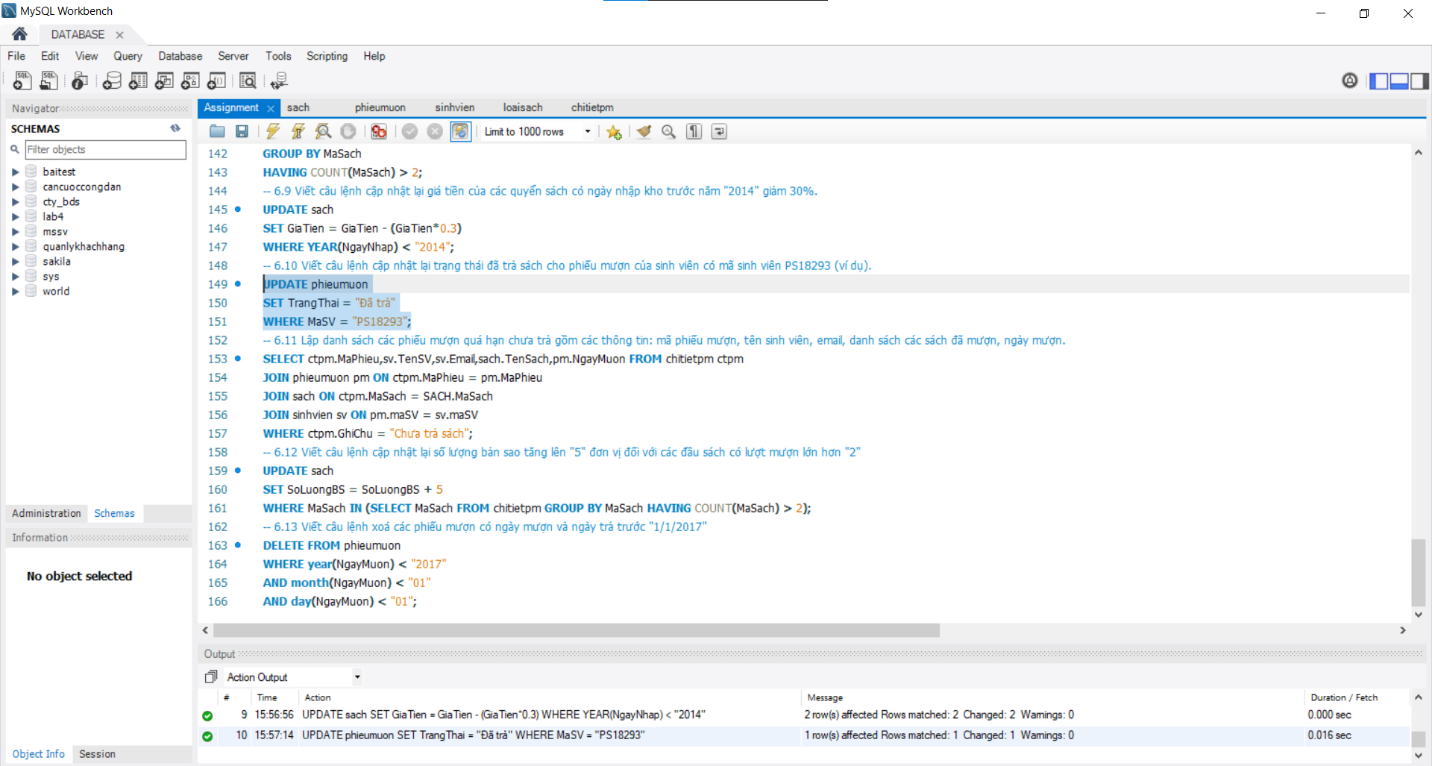 MySQL Workbench
DATABASE
File Edit View Query Database Server Tools Scripting Help
Navigator
SCHEMAS
Filter objects
baitest
cancuoccongdan
cty_bds
lab4
mssv
quanlykhachhang
sakila
sys
world
Administration Schemas
Information
No object selected
Object Info Session
Assignment sach phieumuon sinhvien loaisach chitietpm
Limit to 1000 rows
142 GROUP BY MaSach
143 HAVING COUNT(MaSach) > 2;
144 -- 6.9 Viết câu lệnh cập nhật lại giá tiền của các quyển sách có ngày nhập kho trước năm "2014" giảm 30%.
145 UPDATE sach
146 SET GiaTien = GiaTien - (GiaTien*0.3)
147 WHERE YEAR(NgayNhap) < "2014";
148 -- 6.10 Viết câu lệnh cập nhật lại trạng thái đã trả sách cho phiếu mượn của sinh viên có mã sinh viên PS18293 (ví dụ).
149 UPDATE phieumuon
150 SET TrangThai = "Đã trả"
151 WHERE MaSV = "PS18293";
152 -- 6.11 Lập danh sách các phiếu mượn quá hạn chưa trả gồm các thông tin: mã phiếu mượn, tên sinh viên, email, danh sách các sách đã mượn, ngày mượn.
153 SELECT ctpm.MaPhieu,sv.TenSV,sv.Email,sach.TenSach,pm.NgayMuon FROM chitietpm ctpm
154 JOIN phieumuon pm ON ctpm.MaPhieu = pm.MaPhieu
155 JOIN sach ON ctpm.MaSach = SACH.MaSach
156 JOIN sinhvien sv ON pm.maSV = sv.maSV
157 WHERE ctpm.GhiChu = "Chưa trả sách";
158 -- 6.12 Viết câu lệnh cập nhật lại số lượng bản sao tăng lên "5" đơn vị đối với các đầu sách có lượt mượn lớn hơn "2"
159 UPDATE sach
160 SET SoLuongBS = SoLuongBS + 5
161 WHERE MaSach IN (SELECT MaSach FROM chitietpm GROUP BY MaSach HAVING COUNT(MaSach) > 2);
162 -- 6.13 Viết câu lệnh xoá các phiếu mượn có ngày mượn và ngày trả trước "1/1/2017"
163 DELETE FROM phieumuon
164 WHERE year(NgayMuon) < "2017"
165 AND month(NgayMuon) < "01"
166 AND day(NgayMuon) < "01";
Output
Action Output
# Time Action Message Duration / Fetch
9 15:56:56 UPDATE sach SET GiaTien = GiaTien - (GiaTien*0.3) WHERE YEAR(NgayNhap) < "2014" 2 row(s) affected Rows matched: 2 Changed: 2 Warnings: 0 0.000 sec
10 15:57:14 UPDATE phieumuon SET TrangThai = "Đã trả" WHERE MaSV = "PS18293" 1 row(s) affected Rows matched: 1 Changed: 1 Warnings: 0 0.016 sec